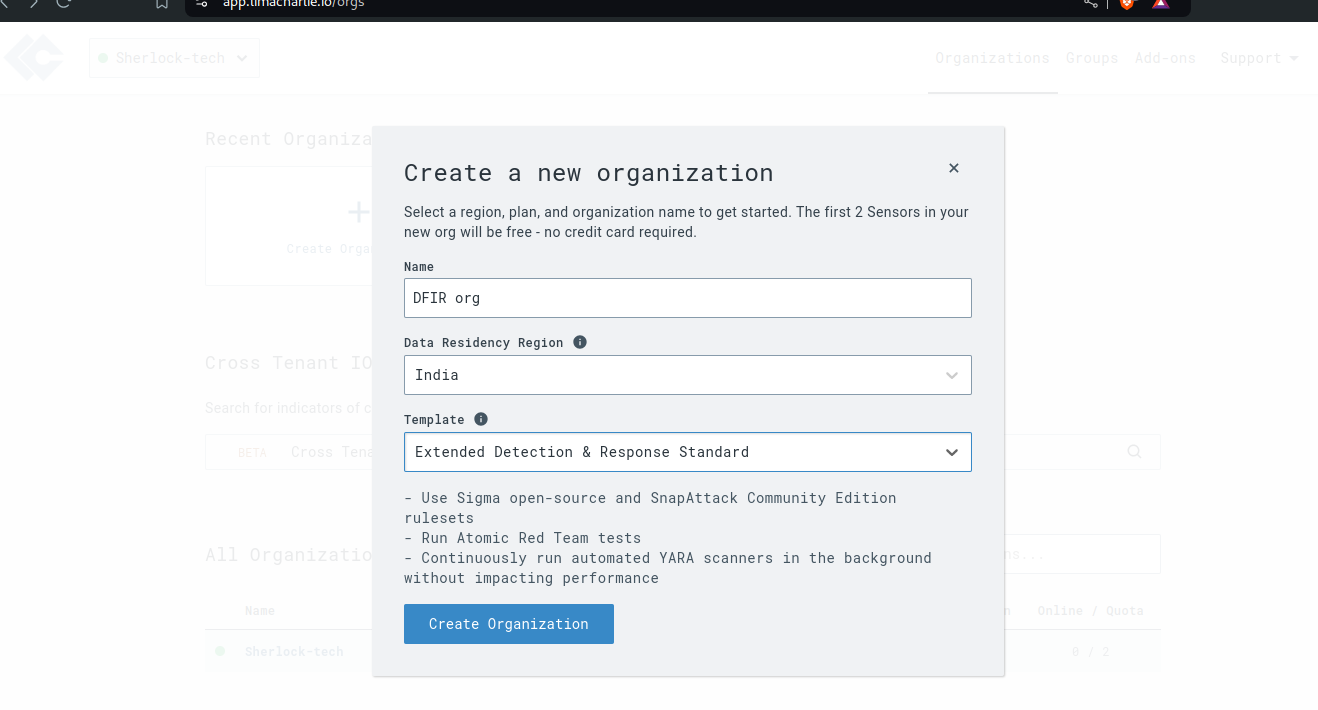 app.limacharlie.io/orgs
Sherlock-tech
Organizations Groups Add-ons Support
Recent Organiza
Create Orga
Create a new organization
Select a region, plan, and organization name to get started. The first 2 Sensors in your
new org will be free - no credit card required.
Name
DFIR org
Data Residency Region
India
Cross Tenant IO
Search for indicators of c
Template
BETA Cross Tena
Extended Detection & Response Standard
- Use Sigma open-source and SnapAttack Community Edition
rulesets
- Run Atomic Red Team tests
- Continuously run automated YARA scanners in the background
without impacting performance
All Organizatio
ns...
Name
n Online / Quota
Create Organization
Sherlock-tech
0 / 2